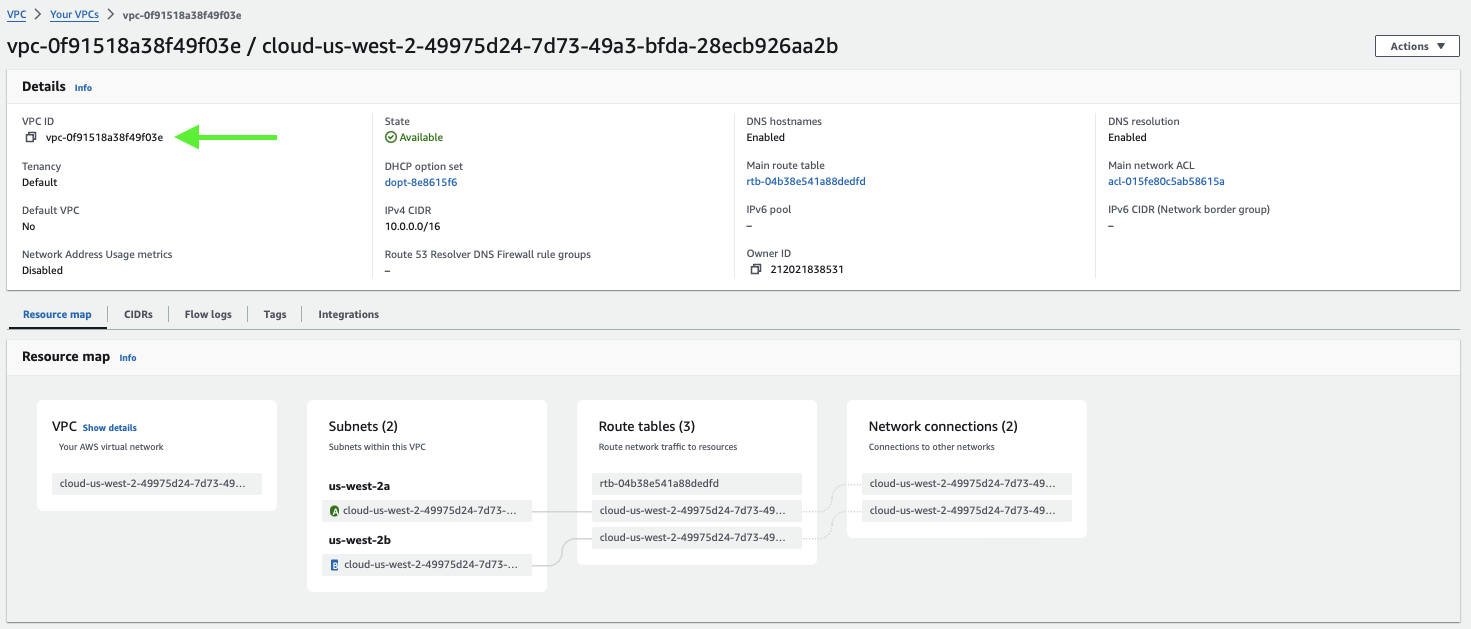 VPC > Your VPCs > vpc-0f91518a38f49f03e
vpc-0f91518a38f49f03e / cloud-us-west-2-49975d24-7d73-49a3-bfda-28ecb926aa2b
Actions ▼
Details Info
VPC ID
vpc-0f91518a38f49f03e
State
Available
DNS hostnames
Enabled
DNS resolution
Enabled
Tenancy
Default
DHCP option set
dopt-8e8615f6
Main route table
rtb-04b38e541a88dedfd
Main network ACL
acl-015fe80c5ab58615a
Default VPC
No
IPv4 CIDR
10.0.0.0/16
IPv6 pool
–
IPv6 CIDR (Network border group)
–
Network Address Usage metrics
Disabled
Route 53 Resolver DNS Firewall rule groups
–
Owner ID
212021838531
Resource map CIDRs Flow logs Tags Integrations
Resource map Info
VPC Show details
Your AWS virtual network
cloud-us-west-2-49975d24-7d73-49...
Subnets (2)
Subnets within this VPC
us-west-2a
A cloud-us-west-2-49975d24-7d73-...
us-west-2b
B cloud-us-west-2-49975d24-7d73-...
Route tables (3)
Route network traffic to resources
rtb-04b38e541a88dedfd
cloud-us-west-2-49975d24-7d73-49...
cloud-us-west-2-49975d24-7d73-49...
Network connections (2)
Connections to other networks
cloud-us-west-2-49975d24-7d73-49...
cloud-us-west-2-49975d24-7d73-49...